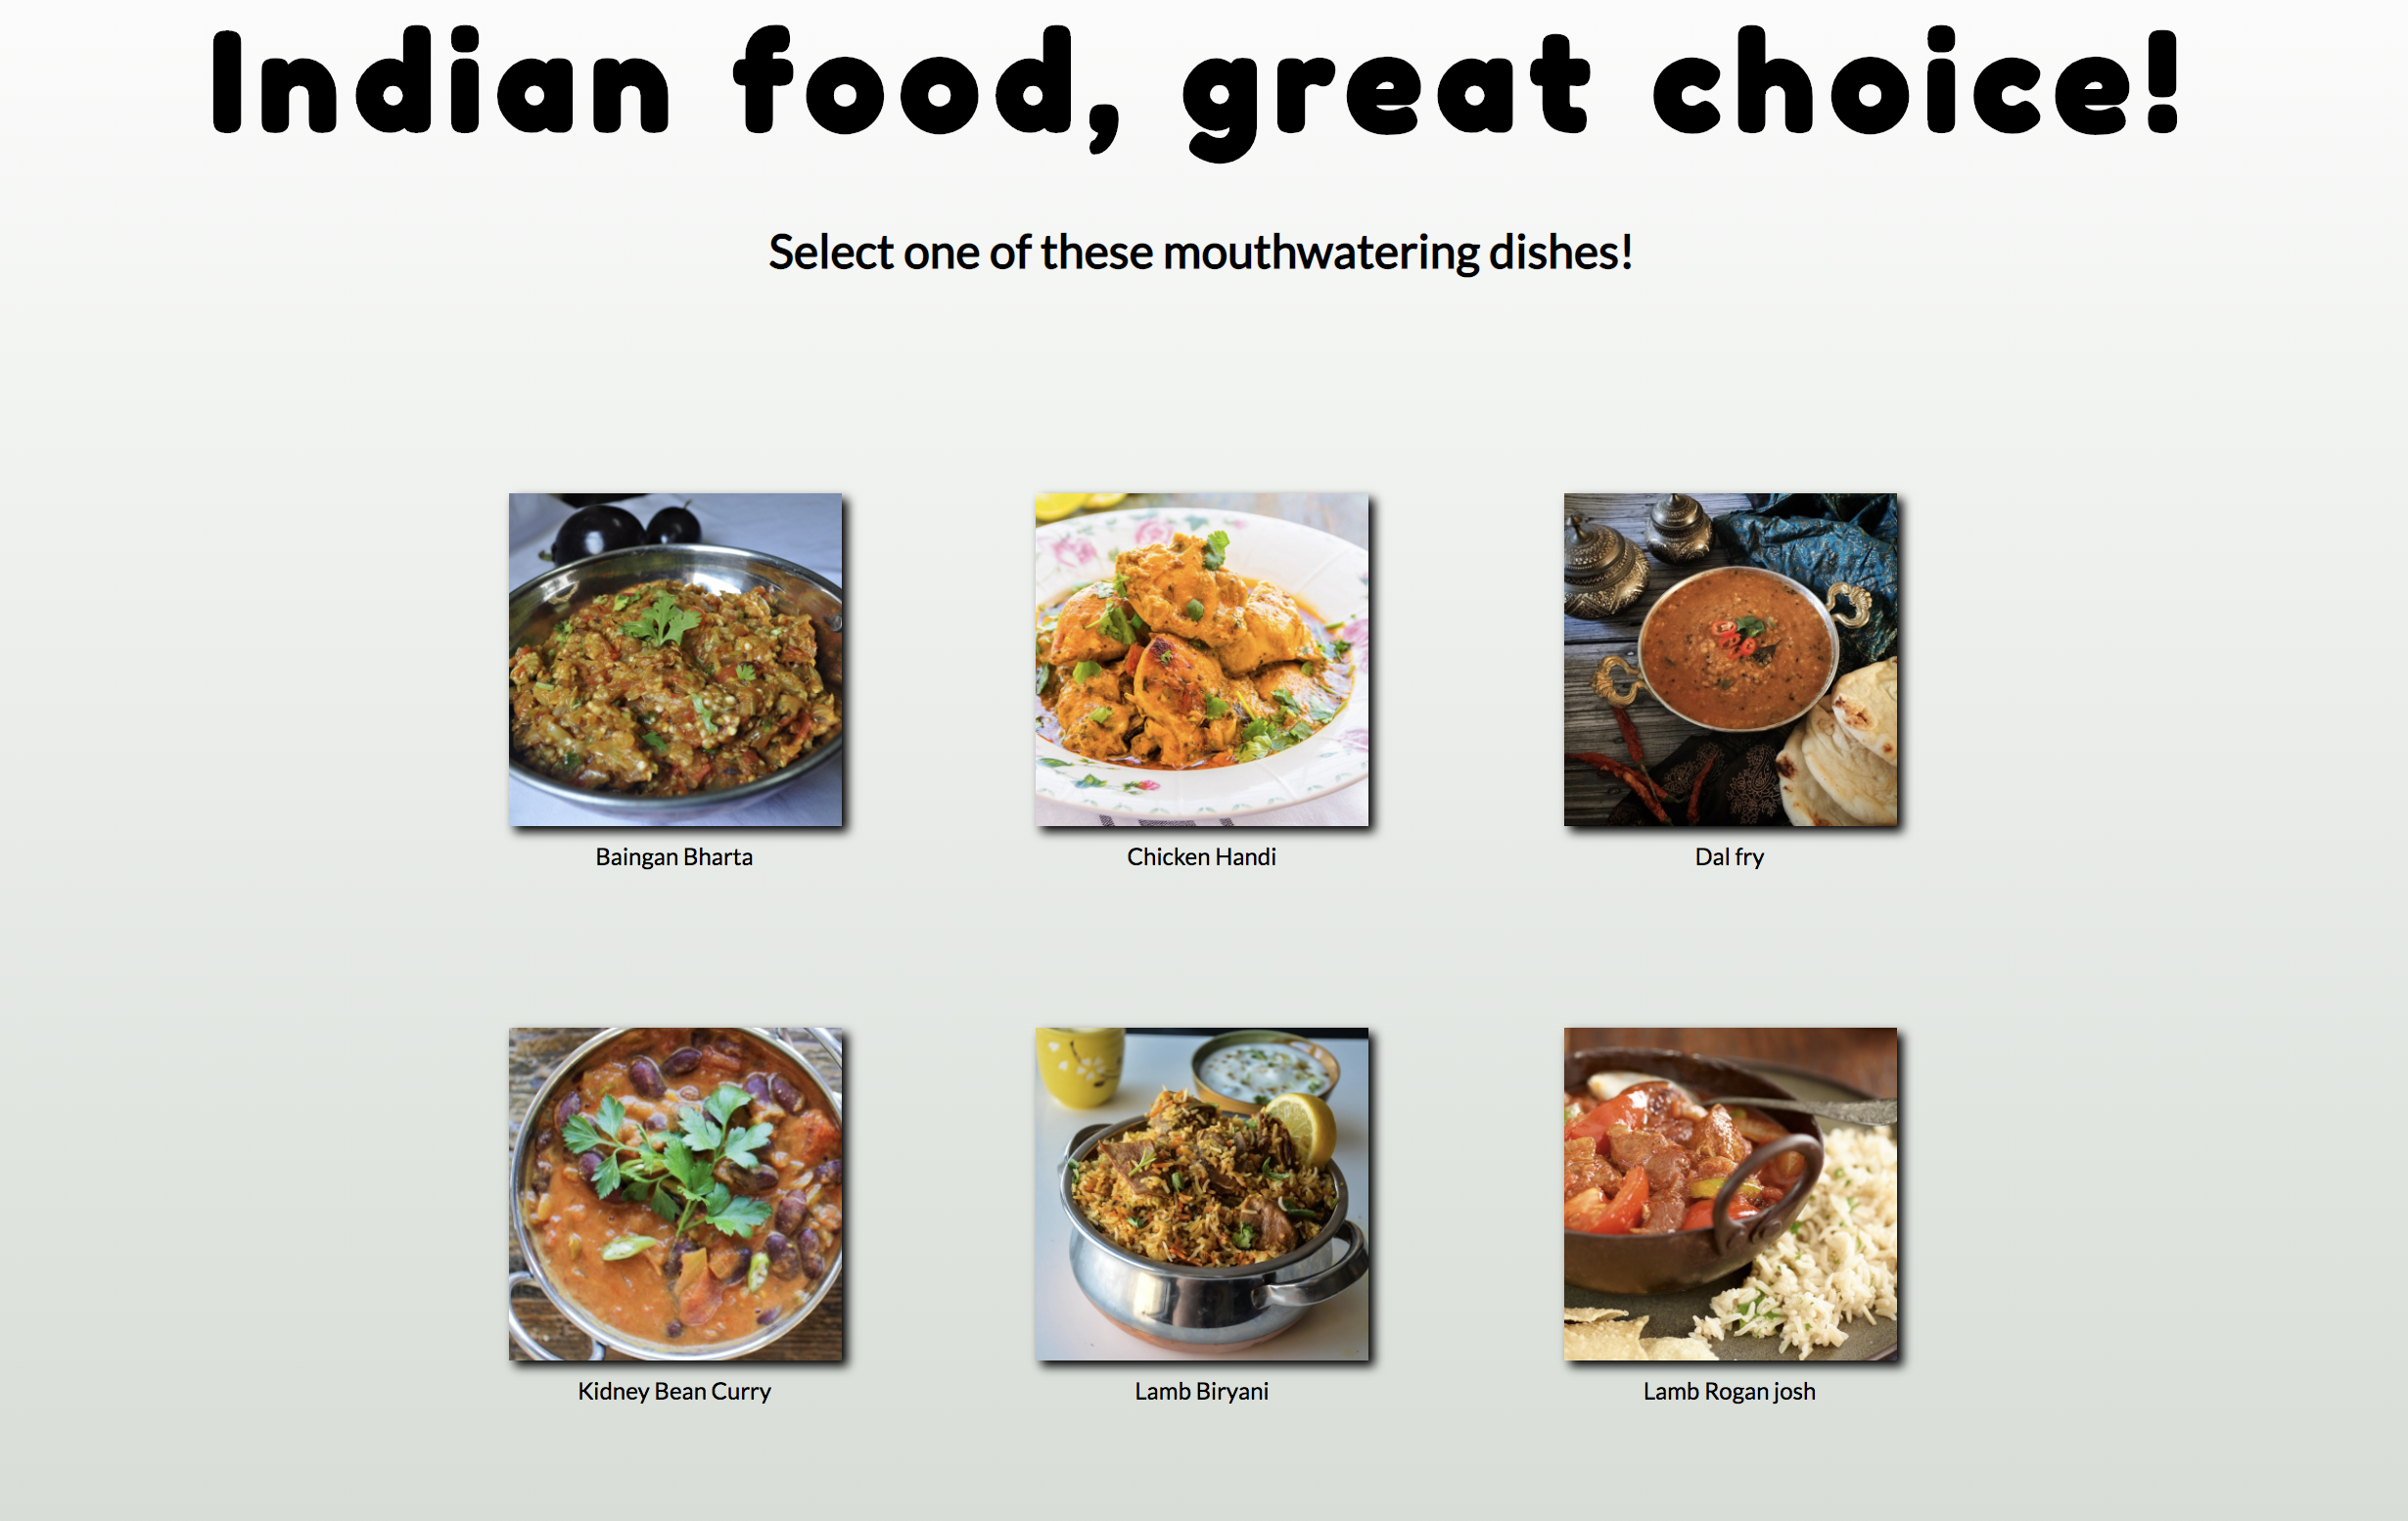 Indian food, great choice!
Select one of these mouthwatering dishes!
Baingan Bharta
Chicken Handi
Dal fry
Kidney Bean Curry
Lamb Biryani
Lamb Rogan josh